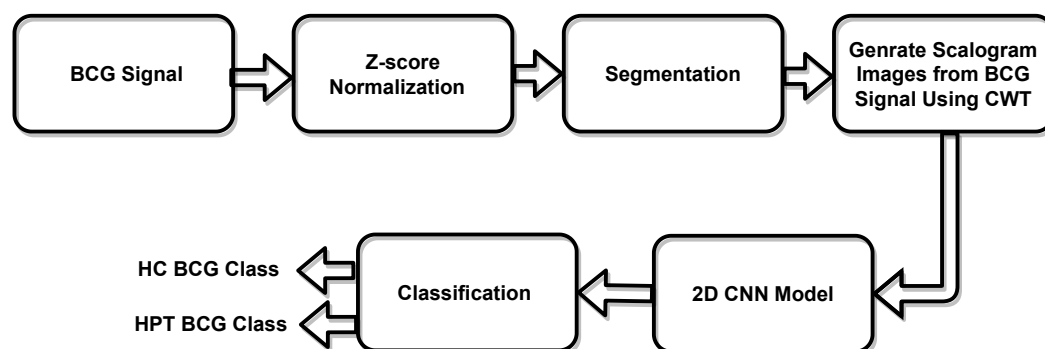 BCG Signal
Z-score
Normalization
Segmentation
Genrate Scalogram
Images from BCG
Signal Using CWT
HC BCG Class
HPT BCG Class
Classification
2D CNN Model